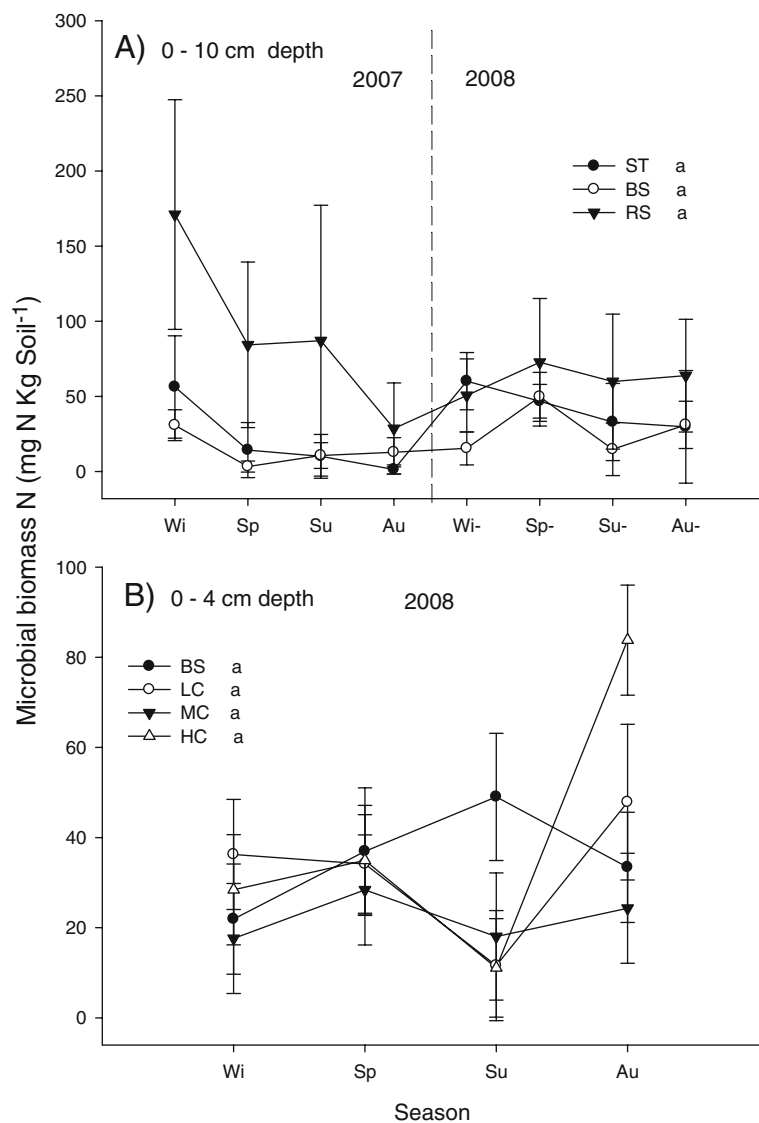 Microbial biomass N (mg N Kg Soil⁻¹)
A) 0 - 10 cm depth
2007
2008
300
250
200
150
100
50
0
ST a
BS a
RS a
Wi Sp Su Au Wi- Sp- Su- Au-
B) 0 - 4 cm depth
2008
100
80
60
40
20
0
BS a
LC a
MC a
HC a
Wi Sp Su Au
Season